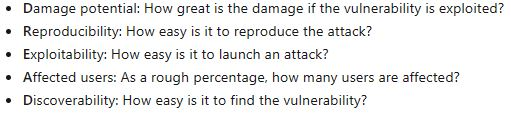 • Damage potential: How great is the damage if the vulnerability is exploited?
• Reproducibility: How easy is it to reproduce the attack?
• Exploitability: How easy is it to launch an attack?
• Affected users: As a rough percentage, how many users are affected?
• Discoverability: How easy is it to find the vulnerability?